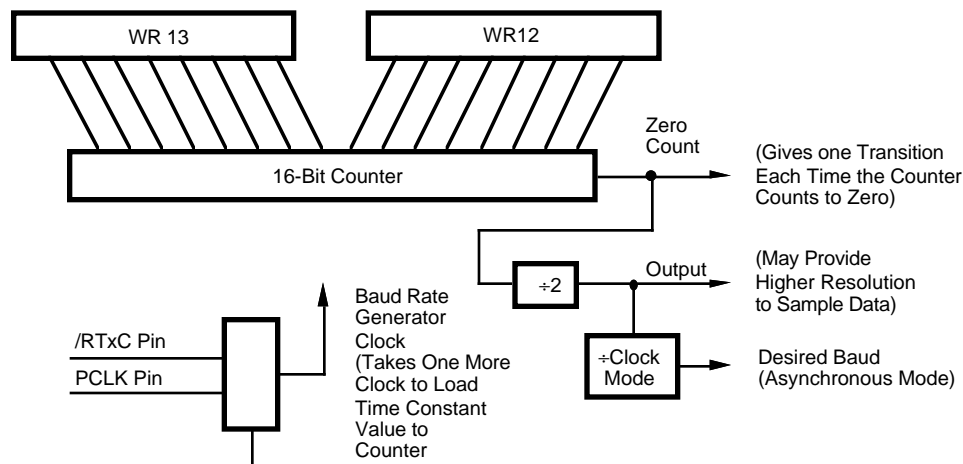 WR 13
WR12
16-Bit Counter
Zero
Count
(Gives one Transition
Each Time the Counter
Counts to Zero)
÷2
Output
(May Provide
Higher Resolution
to Sample Data)
÷Clock
Mode
Desired Baud
(Asynchronous Mode)
/RTxC Pin
PCLK Pin
Baud Rate
Generator
Clock
(Takes One More
Clock to Load
Time Constant
Value to
Counter